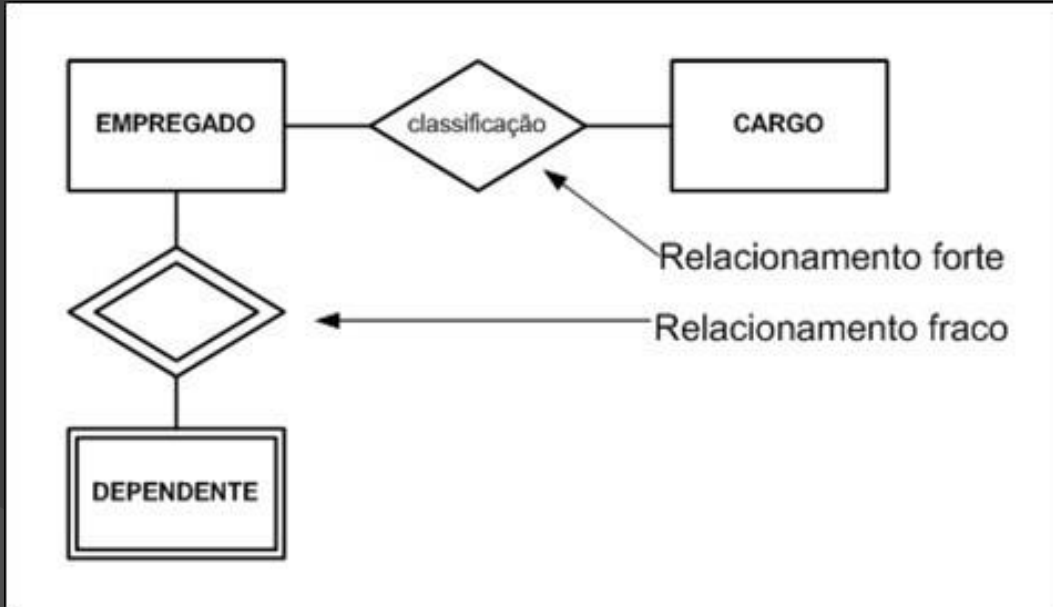 EMPREGADO
classificação
CARGO
Relacionamento forte
Relacionamento fraco
DEPENDENTE